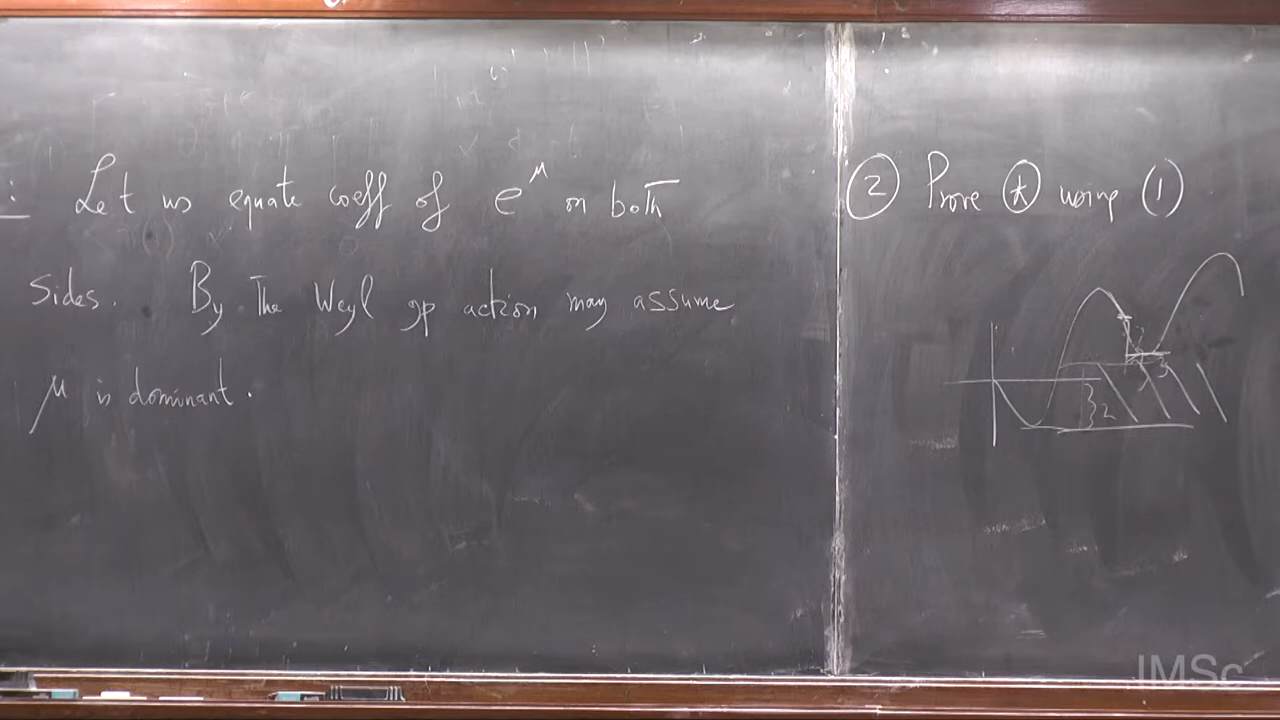 : Let us equate coeff of e^μ on both
sides. By The Weyl gp action may assume
μ is dominant.
② Prove ⊛ using (1)
2
IMSc